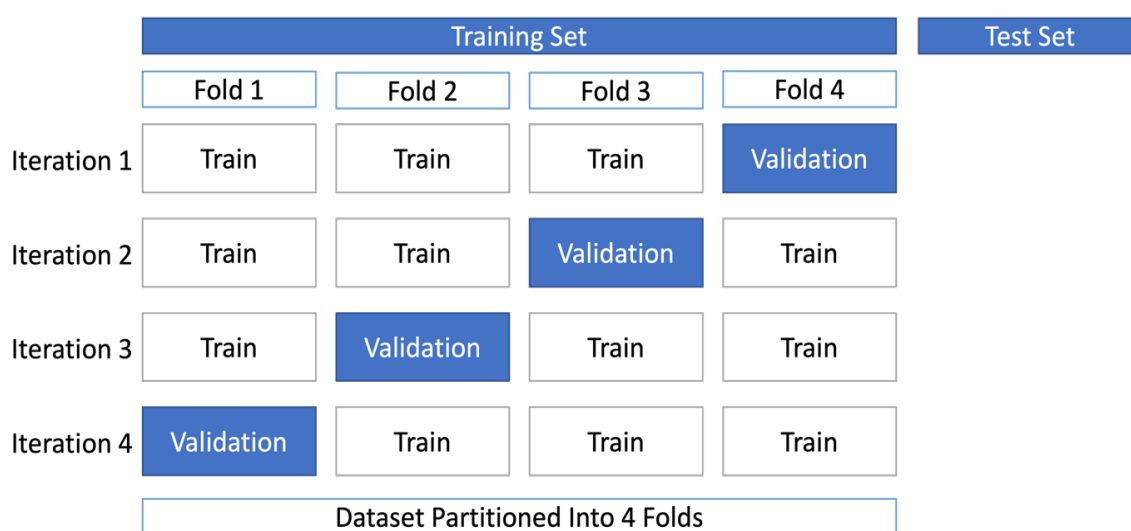 Training Set Test Set
Fold 1 Fold 2 Fold 3 Fold 4
Iteration 1 Train Train Train Validation
Iteration 2 Train Train Validation Train
Iteration 3 Train Validation Train Train
Iteration 4 Validation Train Train Train
Dataset Partitioned Into 4 Folds